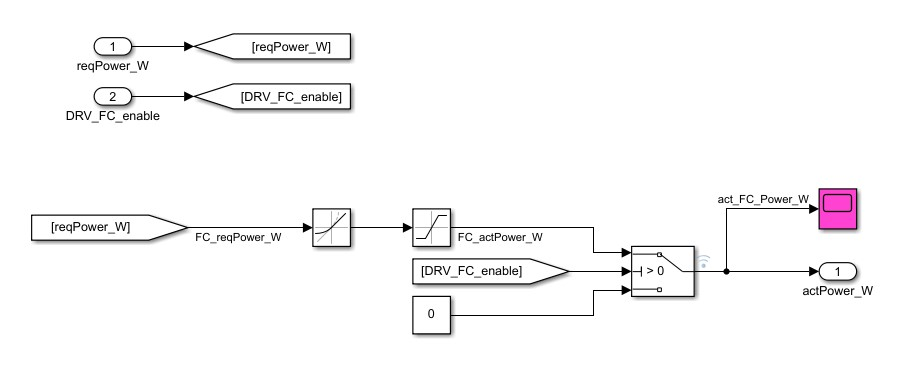 1
[reqPower_W]
reqPower_W
2
[DRV_FC_enable]
DRV_FC_enable
act_FC_Power_W
[reqPower_W]
FC_reqPower_W
FC_actPower_W
[DRV_FC_enable]
> 0
1
actPower_W
0